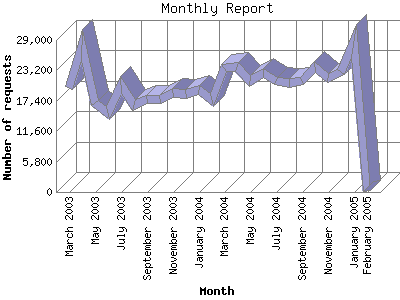 Monthly Report
29,000
23,200
17,400
11,600
5,800
0
Number of requests
March 2003
May 2003
July 2003
September 2003
November 2003
January 2004
March 2004
May 2004
July 2004
September 2004
November 2004
January 2005
February 2005
Month